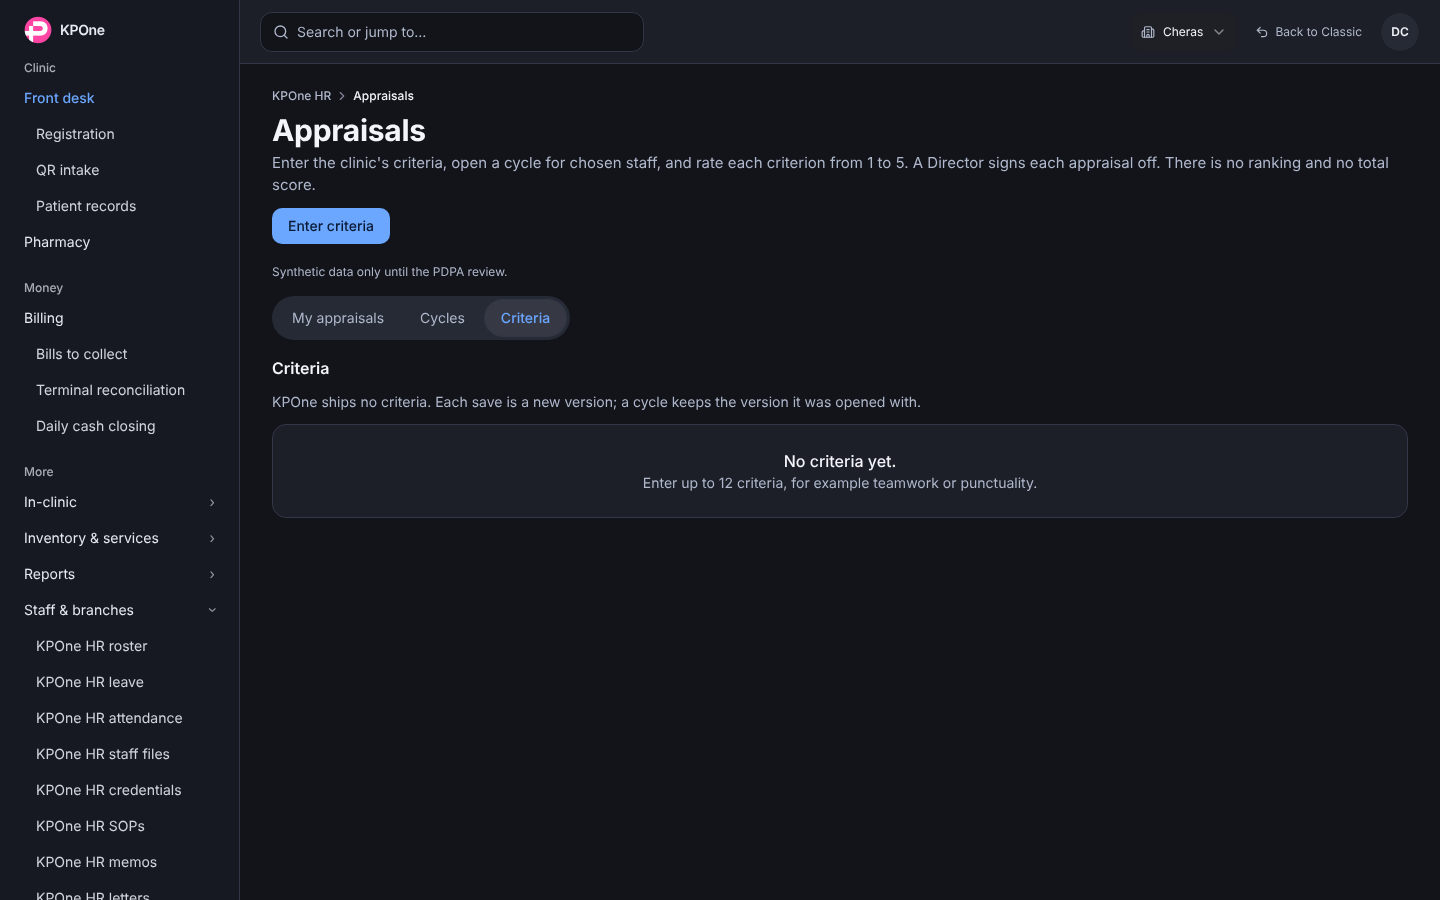 KPOne
Clinic
Front desk
Registration
QR intake
Patient records
Pharmacy
Money
Billing
Bills to collect
Terminal reconciliation
Daily cash closing
More
In-clinic
Inventory & services
Reports
Staff & branches
KPOne HR roster
KPOne HR leave
KPOne HR attendance
KPOne HR staff files
KPOne HR credentials
KPOne HR SOPs
KPOne HR memos
KPOne HR letters
Search or jump to...
Cheras
Back to Classic
DC
KPOne HR > Appraisals
Appraisals
Enter the clinic's criteria, open a cycle for chosen staff, and rate each criterion from 1 to 5. A Director signs each appraisal off. There is no ranking and no total
score.
Enter criteria
Synthetic data only until the PDPA review.
My appraisals Cycles Criteria
Criteria
KPOne ships no criteria. Each save is a new version; a cycle keeps the version it was opened with.
No criteria yet.
Enter up to 12 criteria, for example teamwork or punctuality.